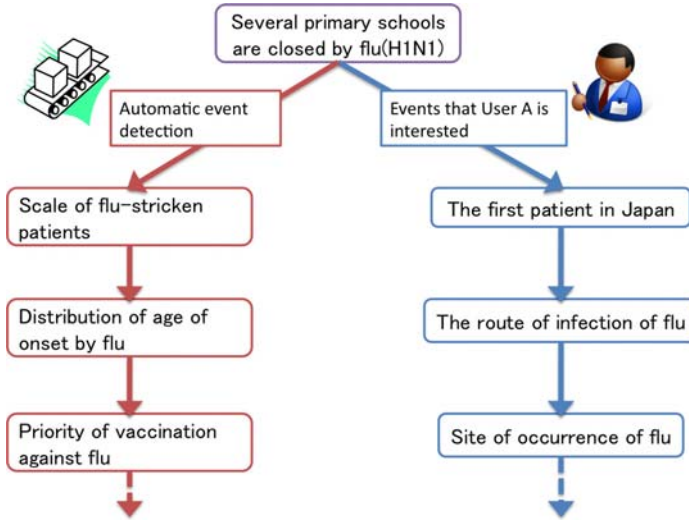 Several primary schools
are closed by flu(H1N1)
Automatic event
detection
Events that User A is
interested
Scale of flu-stricken
patients
The first patient in Japan
Distribution of age of
onset by flu
The route of infection of flu
Priority of vaccination
against flu
Site of occurrence of flu